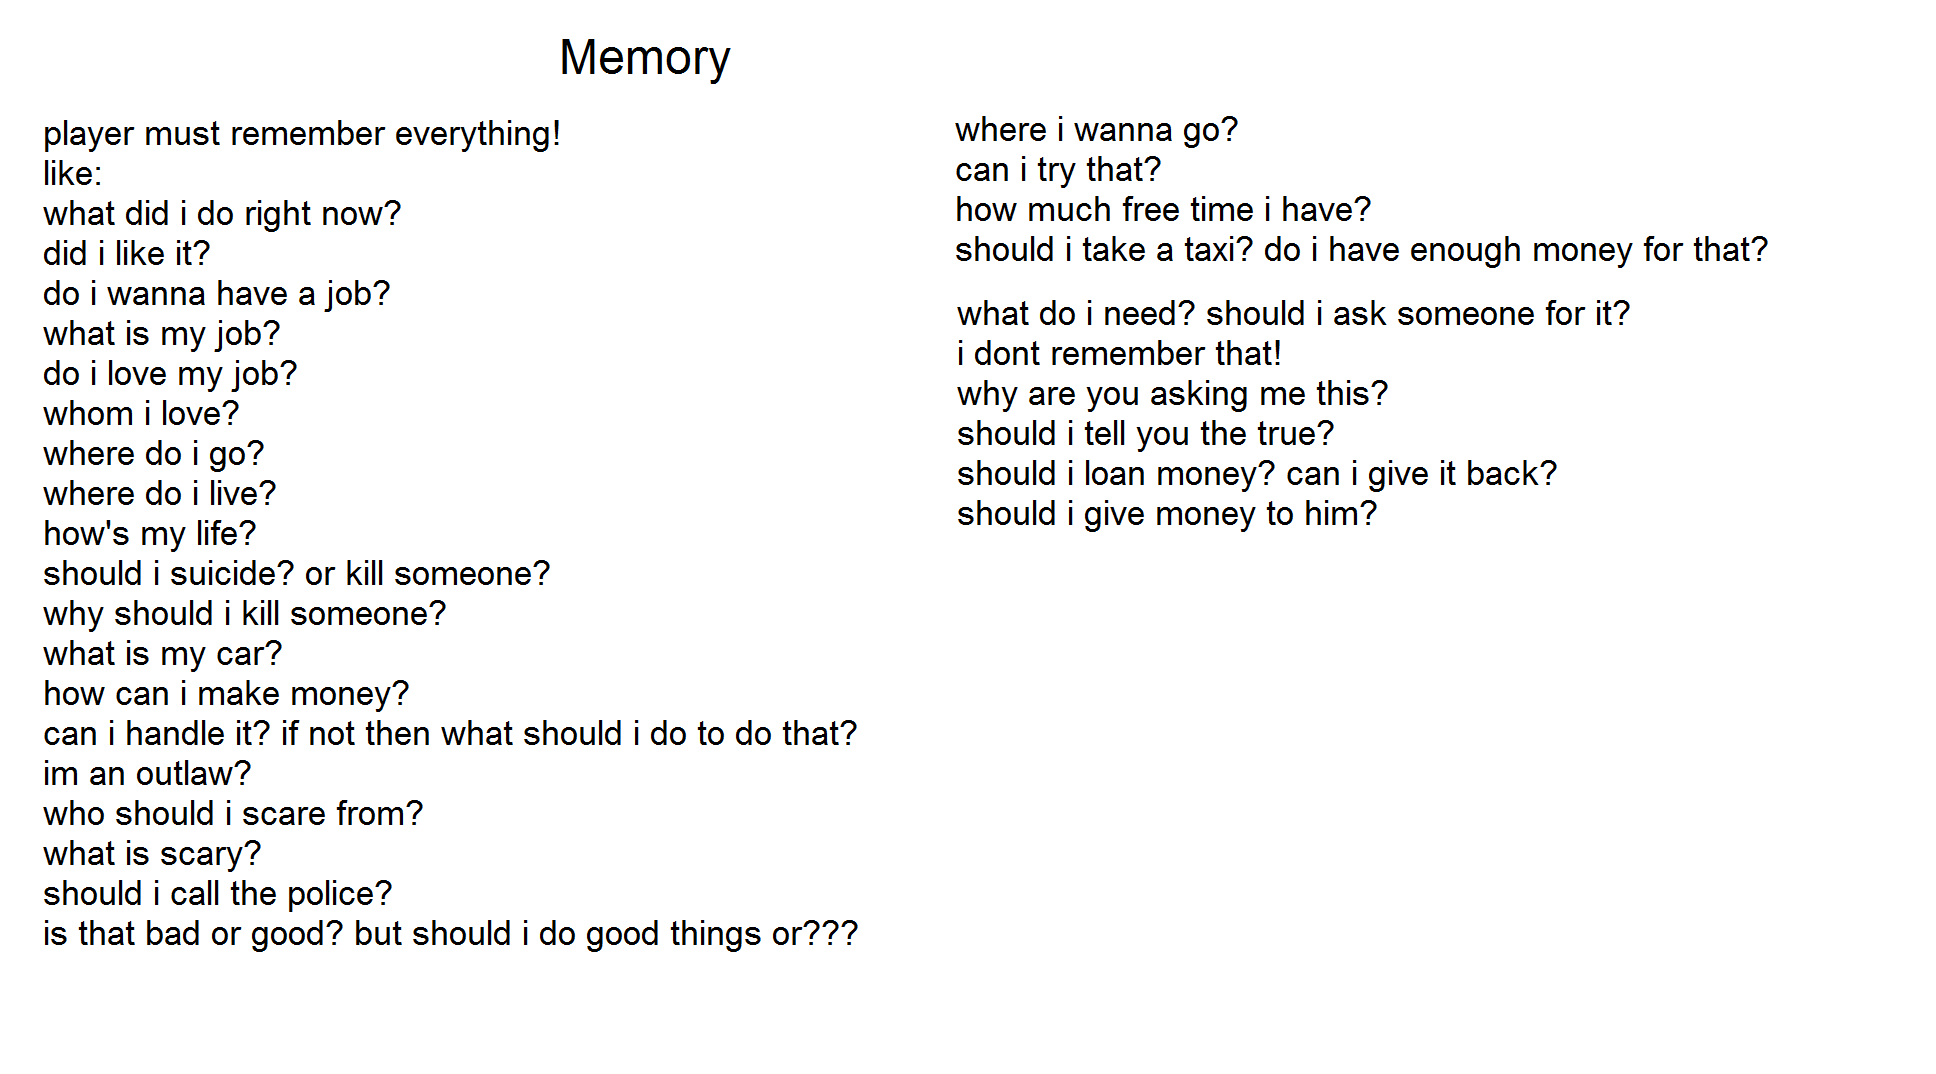 Memory
player must remember everything!
like:
what did i do right now?
did i like it?
do i wanna have a job?
what is my job?
do i love my job?
whom i love?
where do i go?
where do i live?
how's my life?
should i suicide? or kill someone?
why should i kill someone?
what is my car?
how can i make money?
can i handle it? if not then what should i do to do that?
im an outlaw?
who should i scare from?
what is scary?
should i call the police?
is that bad or good? but should i do good things or???
where i wanna go?
can i try that?
how much free time i have?
should i take a taxi? do i have enough money for that?
what do i need? should i ask someone for it?
i dont remember that!
why are you asking me this?
should i tell you the true?
should i loan money? can i give it back?
should i give money to him?